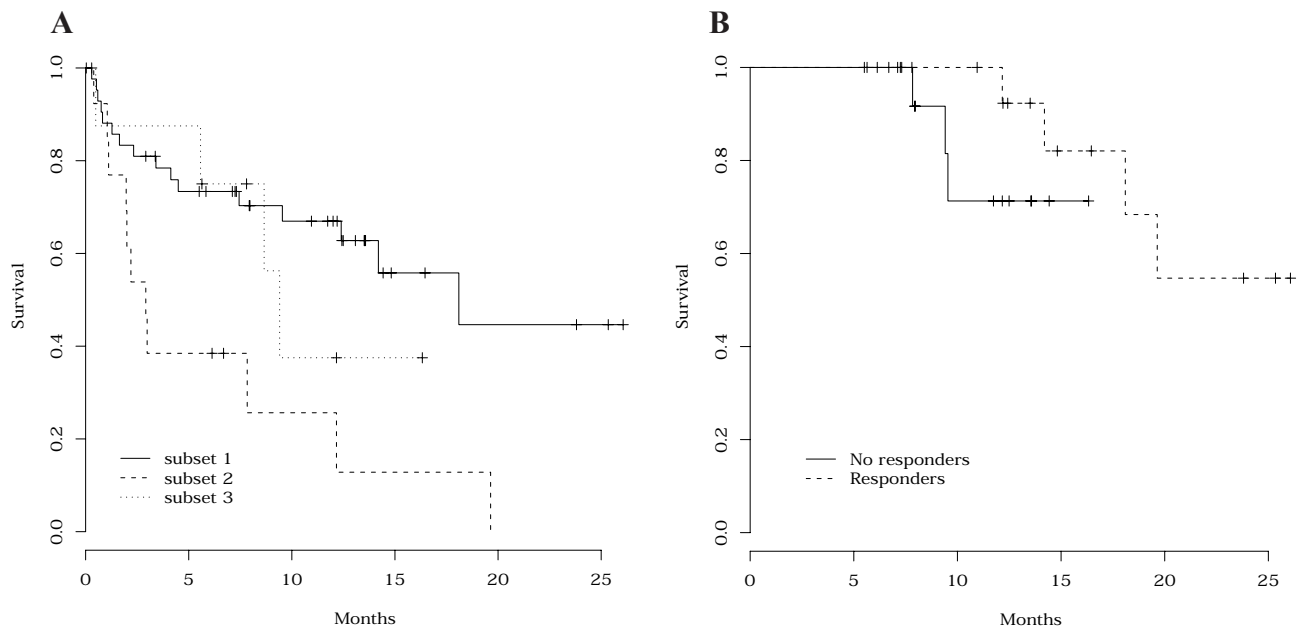 A
Survival
1.0
0.8
0.6
0.4
0.2
0.0
subset 1
subset 2
subset 3
0 5 10 15 20 25
Months
B
Survival
1.0
0.8
0.6
0.4
0.2
0.0
No responders
Responders
0 5 10 15 20 25
Months